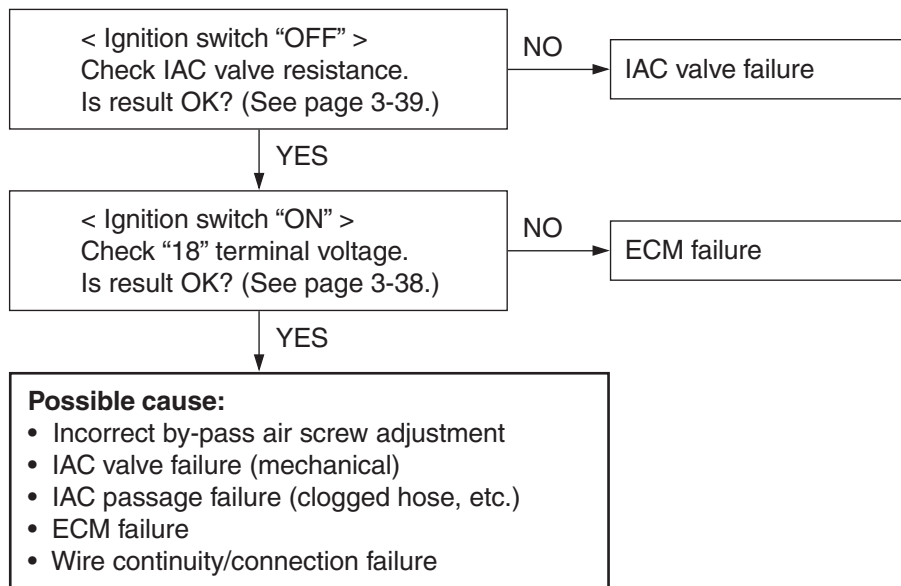 < Ignition switch “OFF” >
Check IAC valve resistance.
Is result OK? (See page 3-39.)
NO
IAC valve failure
YES
< Ignition switch “ON” >
Check “18” terminal voltage.
Is result OK? (See page 3-38.)
NO
ECM failure
YES
Possible cause:
• Incorrect by-pass air screw adjustment
• IAC valve failure (mechanical)
• IAC passage failure (clogged hose, etc.)
• ECM failure
• Wire continuity/connection failure